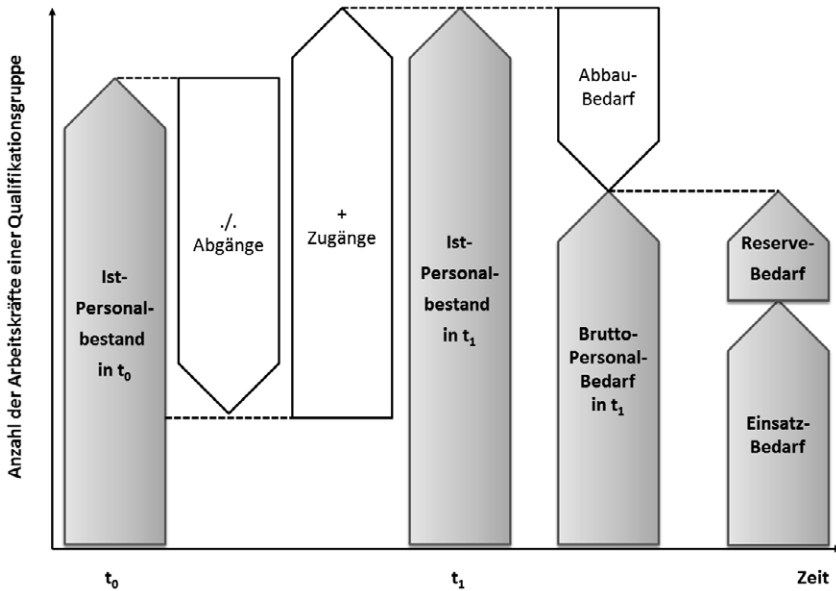 Anzahl der Arbeitskräfte einer Qualifikationsgruppe
Ist-
Personal-
bestand
in t₀
./.
Abgänge
+
Zugänge
Ist-
Personal-
bestand
in t₁
Abbau-
Bedarf
Brutto-
Personal-
Bedarf
in t₁
Reserve-
Bedarf
Einsatz-
Bedarf
t₀
t₁
Zeit